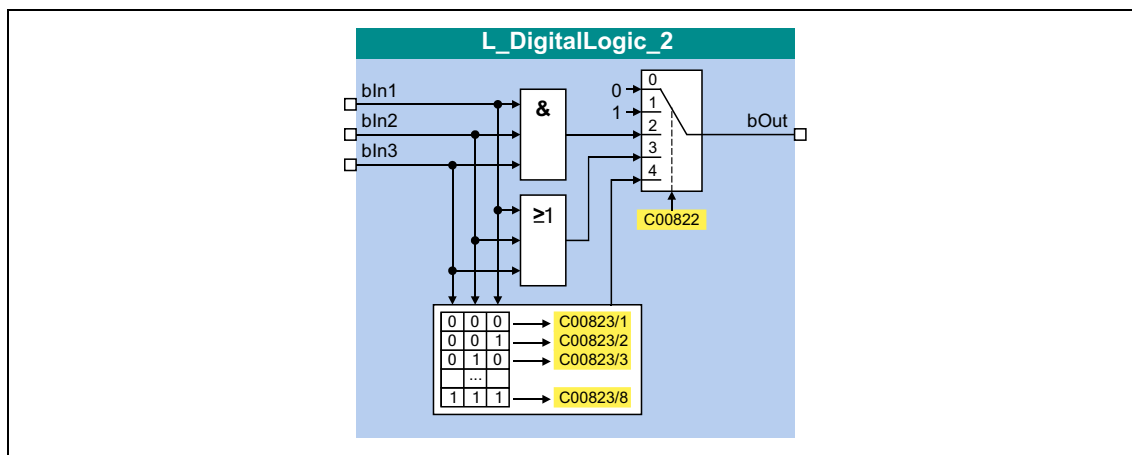 L_DigitalLogic_2
bIn1
bIn2
bIn3
&
≥1
0
0
1
1
2
3
4
bOut
C00822
0 0 0 C00823/1
0 0 1 C00823/2
0 1 0 C00823/3
...
1 1 1 C00823/8